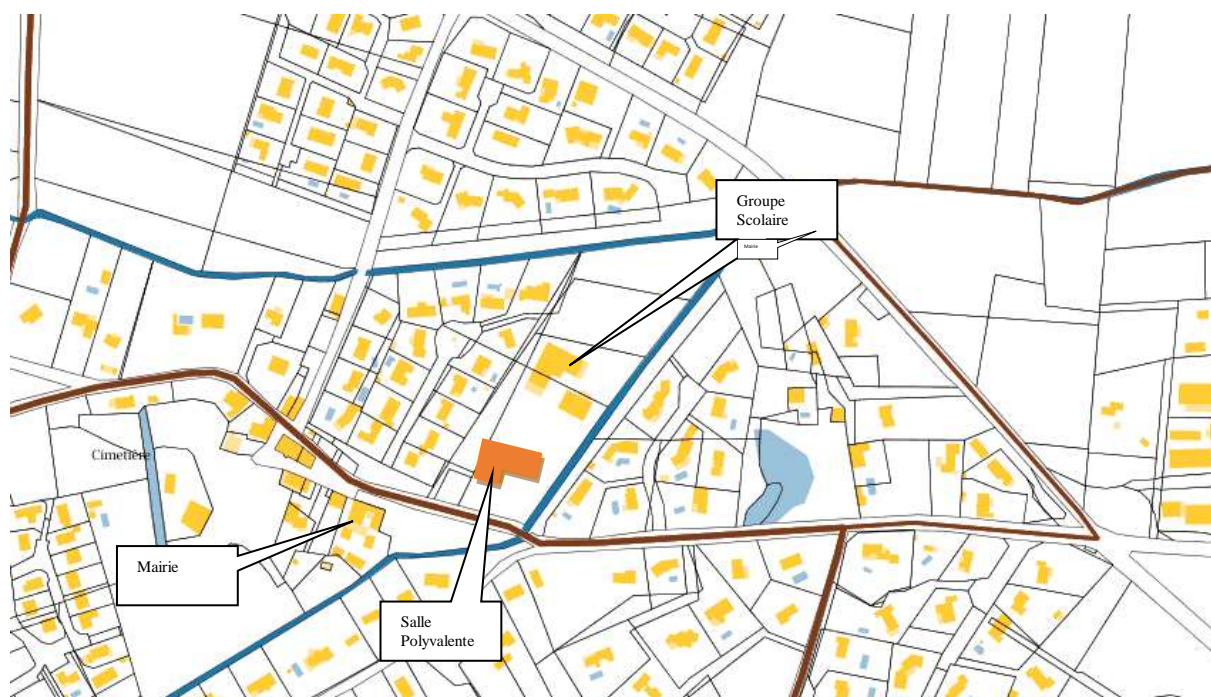 Groupe
Scolaire
Mairie
Cimetière
Mairie
Salle
Polyvalente